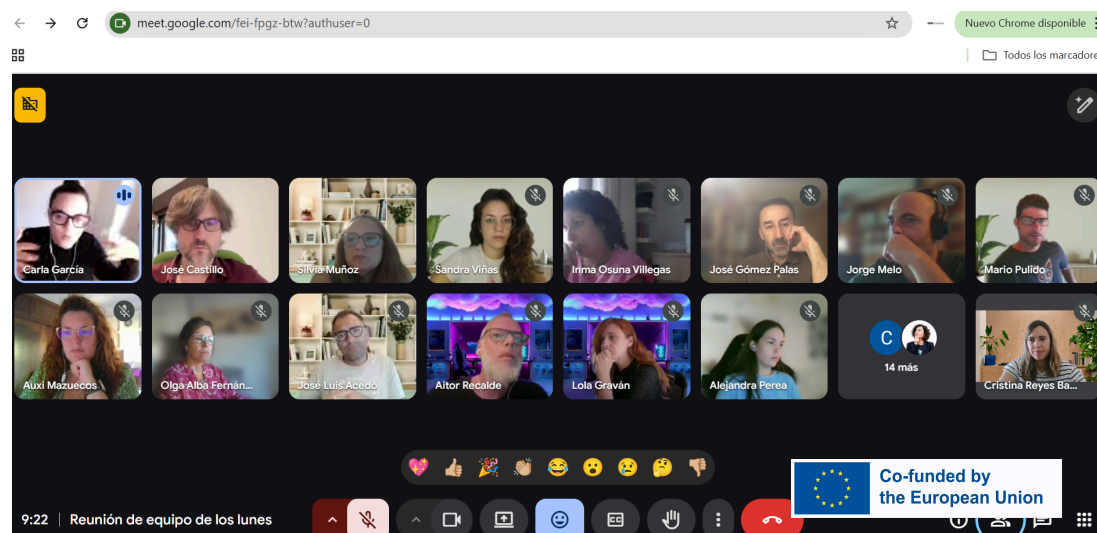 meet.google.com/fei-fpgz-btw?authuser=0
Nuevo Chrome disponible
Todos los marcadore
Carla García
José Castillo
Silvia Muñoz
Sandra Viñas
Inma Osuna Villegas
José Gómez Palas
Jorge Melo
Mario Pulido
Auxi Mazuecos
Olga Alba Fernán...
José Luis Acedo
Aitor Recalde
Lola Graván
Alejandra Perea
C
14 más
Cristina Reyes Ba...
Co-funded by
the European Union
9:22 | Reunión de equipo de los lunes
CC